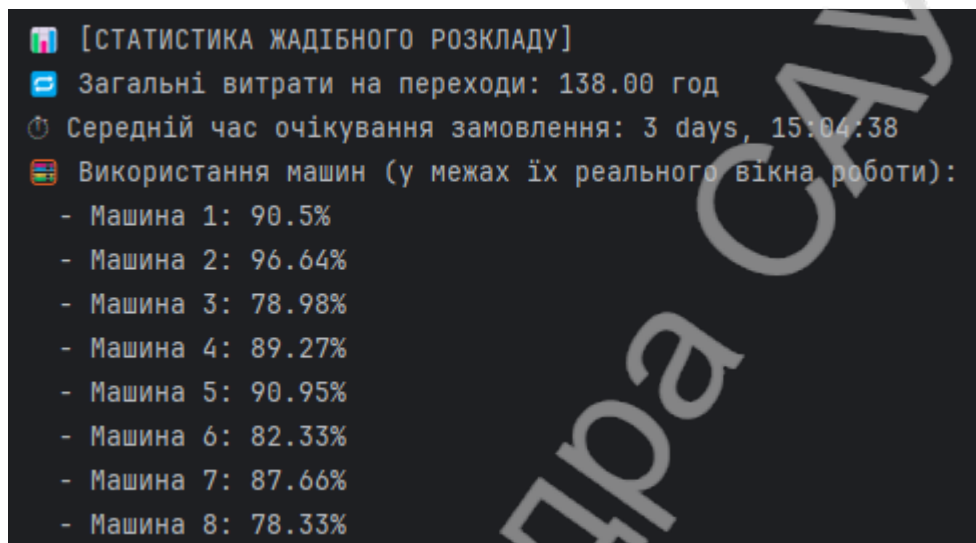 [СТАТИСТИКА ЖАДІБНОГО РОЗКЛАДУ]
Загальні витрати на переходи: 138.00 год
Середній час очікування замовлення: 3 days, 15:04:38
Використання машин (у межах їх реального вікна роботи):
- Машина 1: 90.5%
- Машина 2: 96.64%
- Машина 3: 78.98%
- Машина 4: 89.27%
- Машина 5: 90.95%
- Машина 6: 82.33%
- Машина 7: 87.66%
- Машина 8: 78.33%